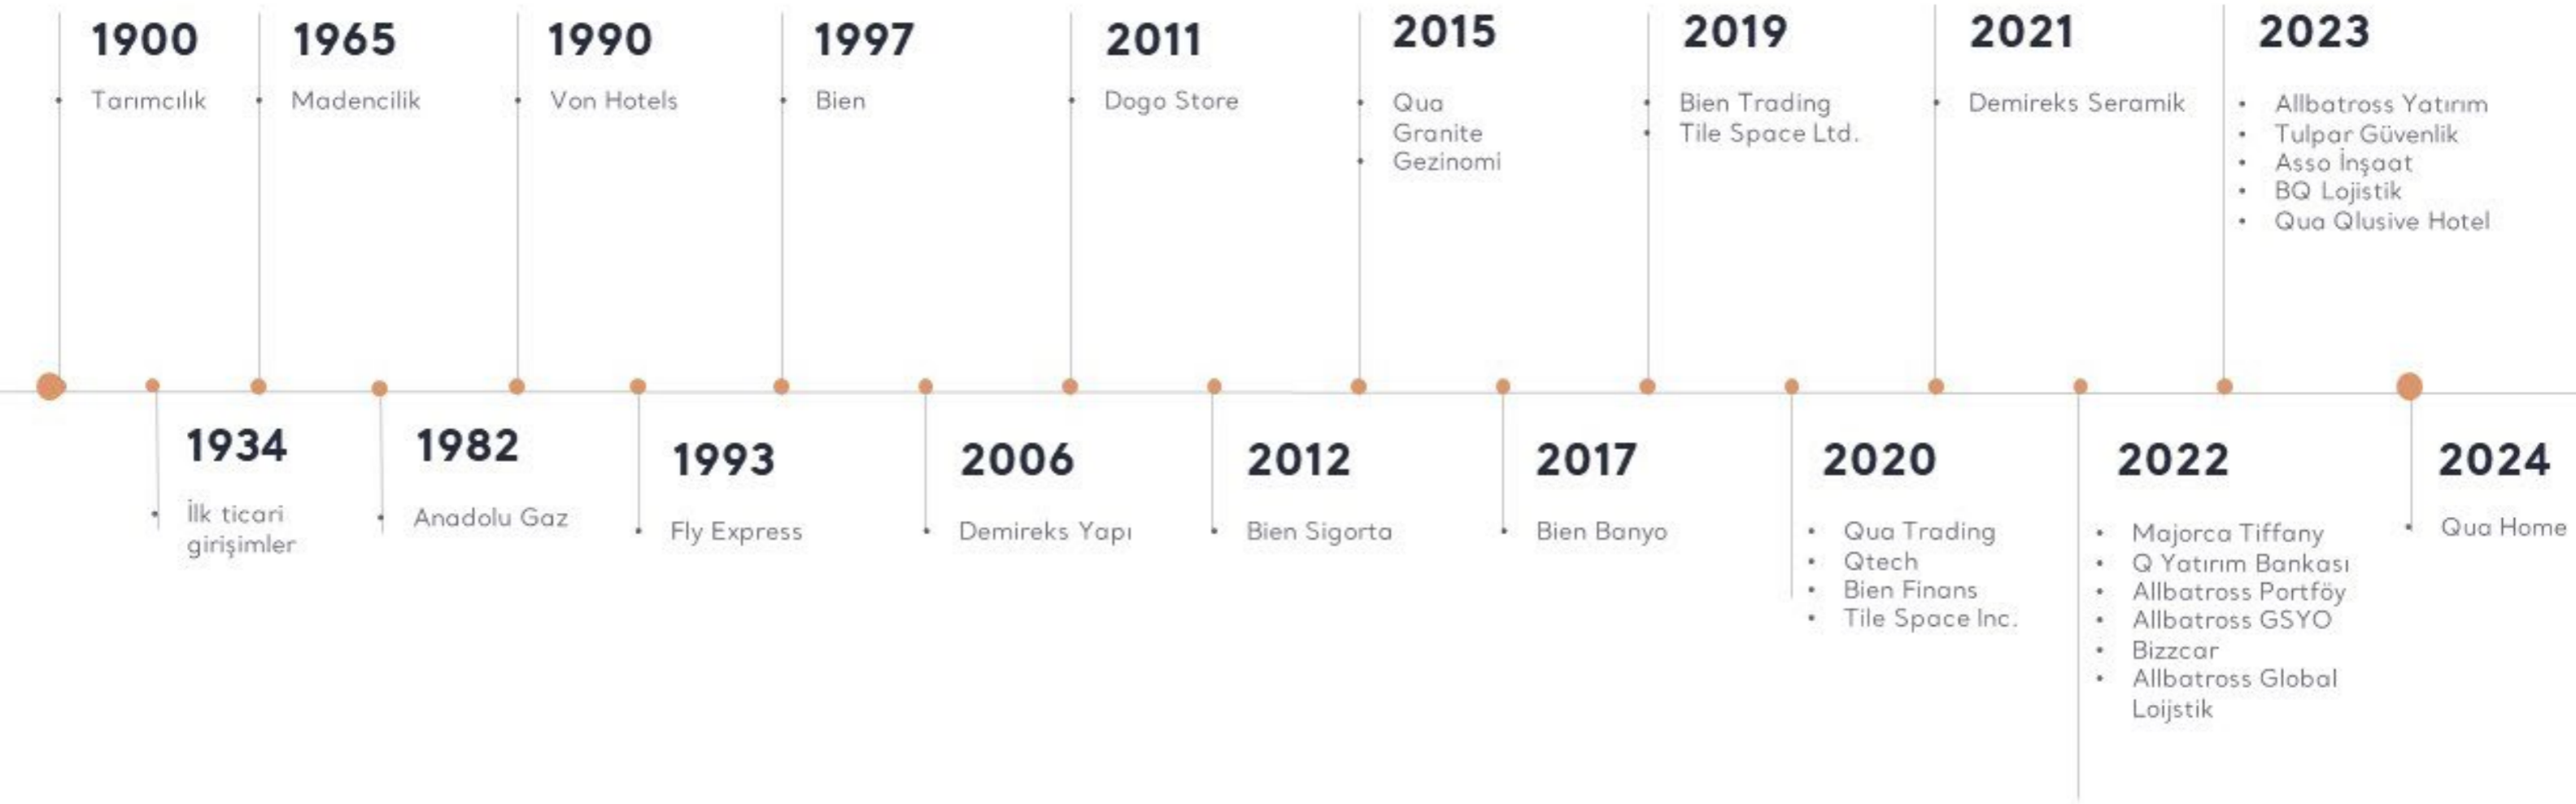 1900
Tarımcılık
1965
Madencilik
1990
Von Hotels
1997
Bien
2011
Dogo Store
2015
Qua
Granite
Gezinomi
2019
Bien Trading
Tile Space Ltd.
2021
Demireks Seramik
2023
Allbatross Yatırım
Tulpar Güvenlik
Asso İnşaat
BQ Lojistik
Qua Qlusive Hotel
1934
İlk ticari
girişimler
1982
Anadolu Gaz
1993
Fly Express
2006
Demireks Yapı
2012
Bien Sigorta
2017
Bien Banyo
2020
Qua Trading
Qtech
Bien Finans
Tile Space Inc.
2022
Majorca Tiffany
Q Yatırım Bankası
Allbatross Portföy
Allbatross GSYO
Bizzcar
Allbatross Global
Loijstik
2024
Qua Home